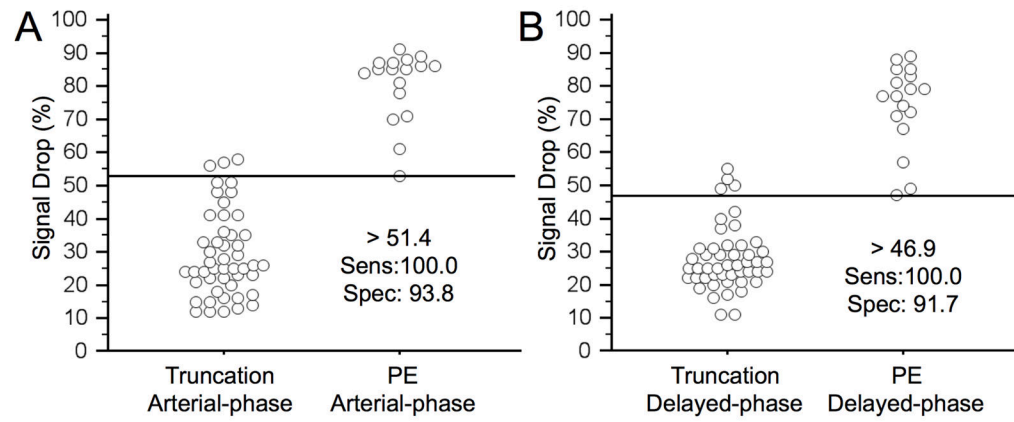 A
Signal Drop (%)
100
90
80
70
60
50
40
30
20
10
0
> 51.4
Sens:100.0
Spec: 93.8
Truncation
Arterial-phase
PE
Arterial-phase
B
Signal Drop (%)
100
90
80
70
60
50
40
30
20
10
0
> 46.9
Sens:100.0
Spec: 91.7
Truncation
Delayed-phase
PE
Delayed-phase